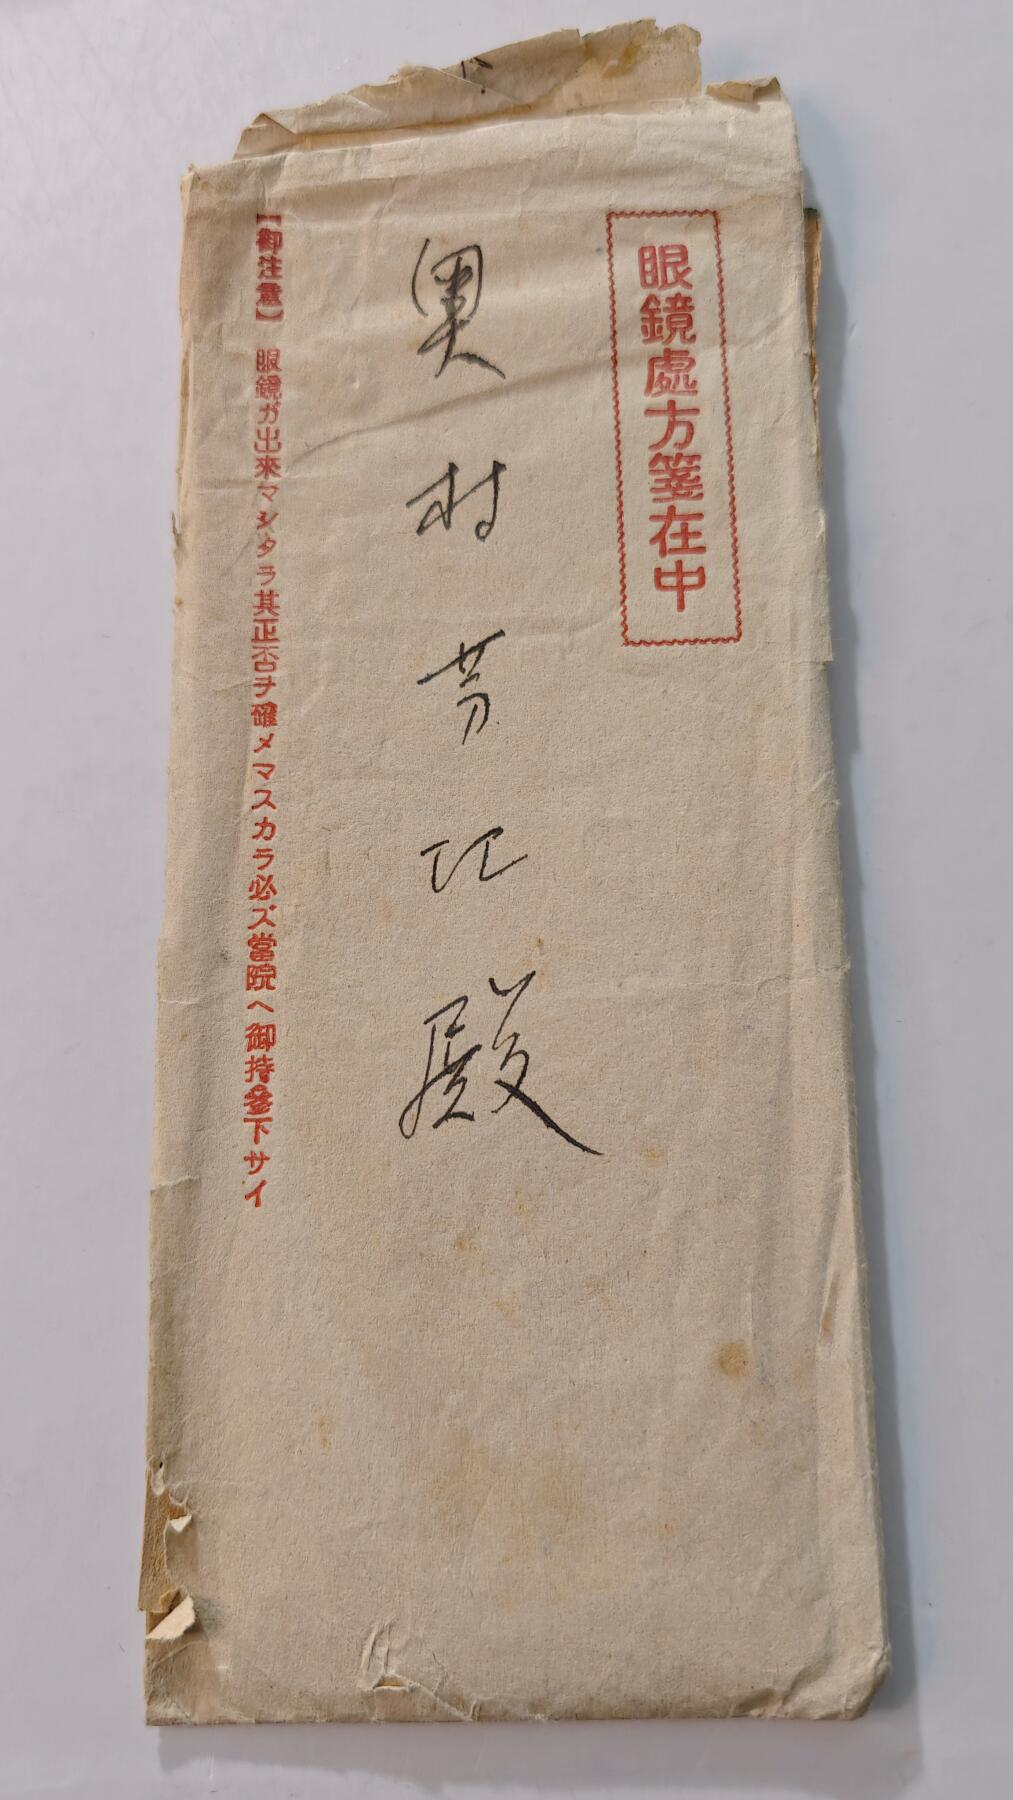 眼鏡處方箋在中
奥村芳江殿
【御注意】 眼鏡ガ出來マシタラ其正否ヲ確メマスカラ必ズ當院ヘ御持參下サイ